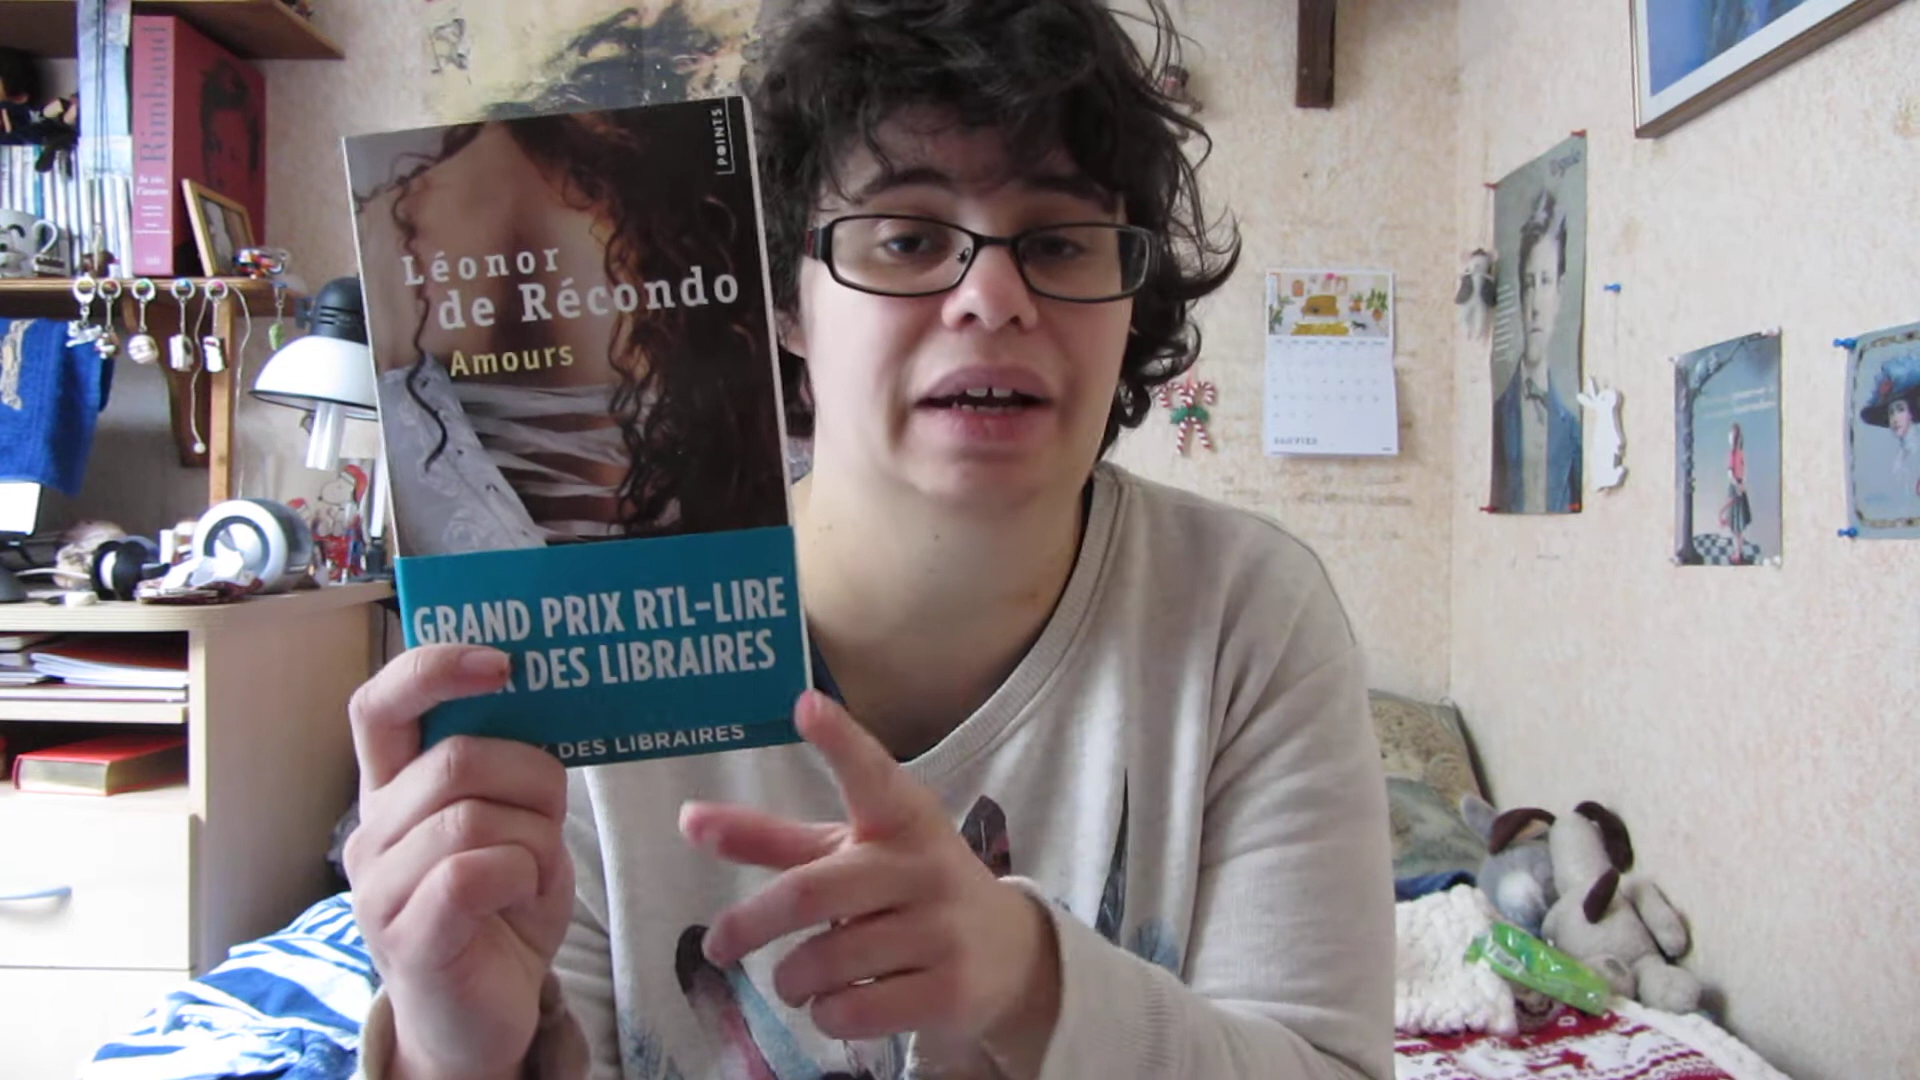 Rimbaud
POINTS
Léonor
de Récondo
Amours
GRAND PRIX RTL-LIRE
DES LIBRAIRES
DES LIBRAIRES